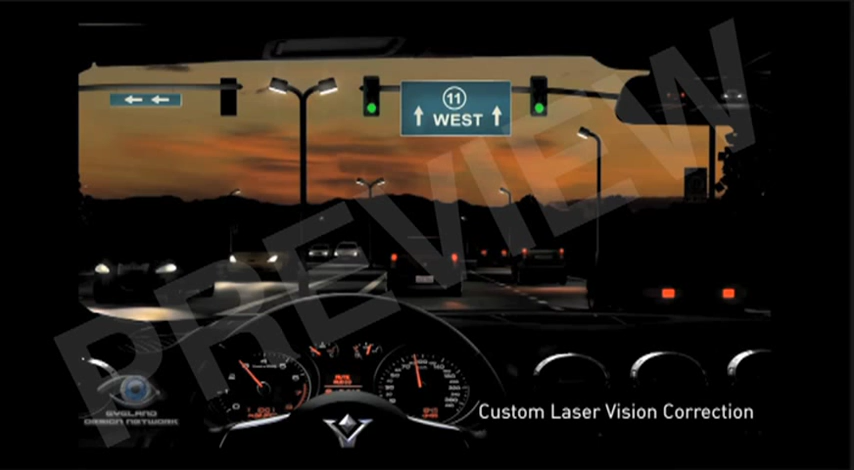 11
WEST
PREVIEW
EYELAND
DESIGN NETWORK
Custom Laser Vision Correction